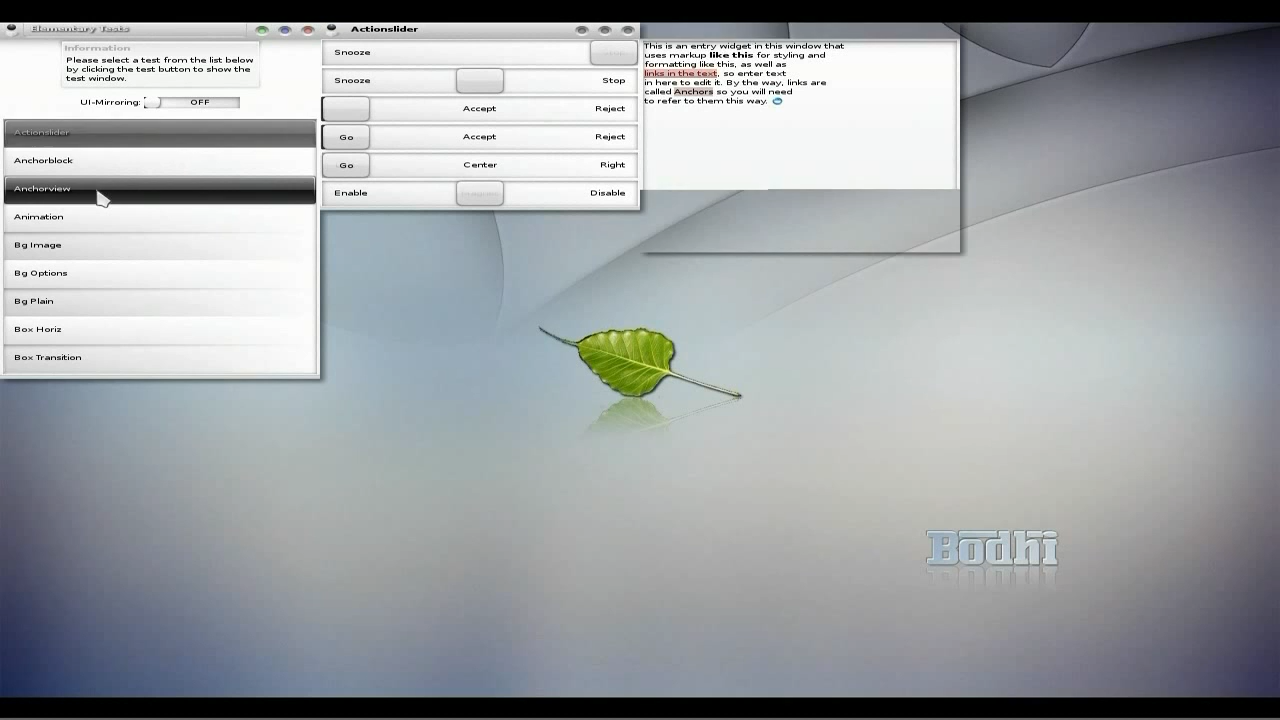 Elementary Tests
Information
Please select a test from the list below
by clicking the test button to show the
test window.
UI-Mirroring:
OFF
Actionslider
Anchorblock
Anchorview
Animation
Bg Image
Bg Options
Bg Plain
Box Horiz
Box Transition
Actionslider
Snooze
Snooze Stop
Accept Reject
Go Accept Reject
Go Center Right
Enable Disable
This is an entry widget in this window that
uses markup like this for styling and
formatting like this, as well as
links in the text, so enter text
in here to edit it. By the way, links are
called Anchors so you will need
to refer to them this way.
Bodhi